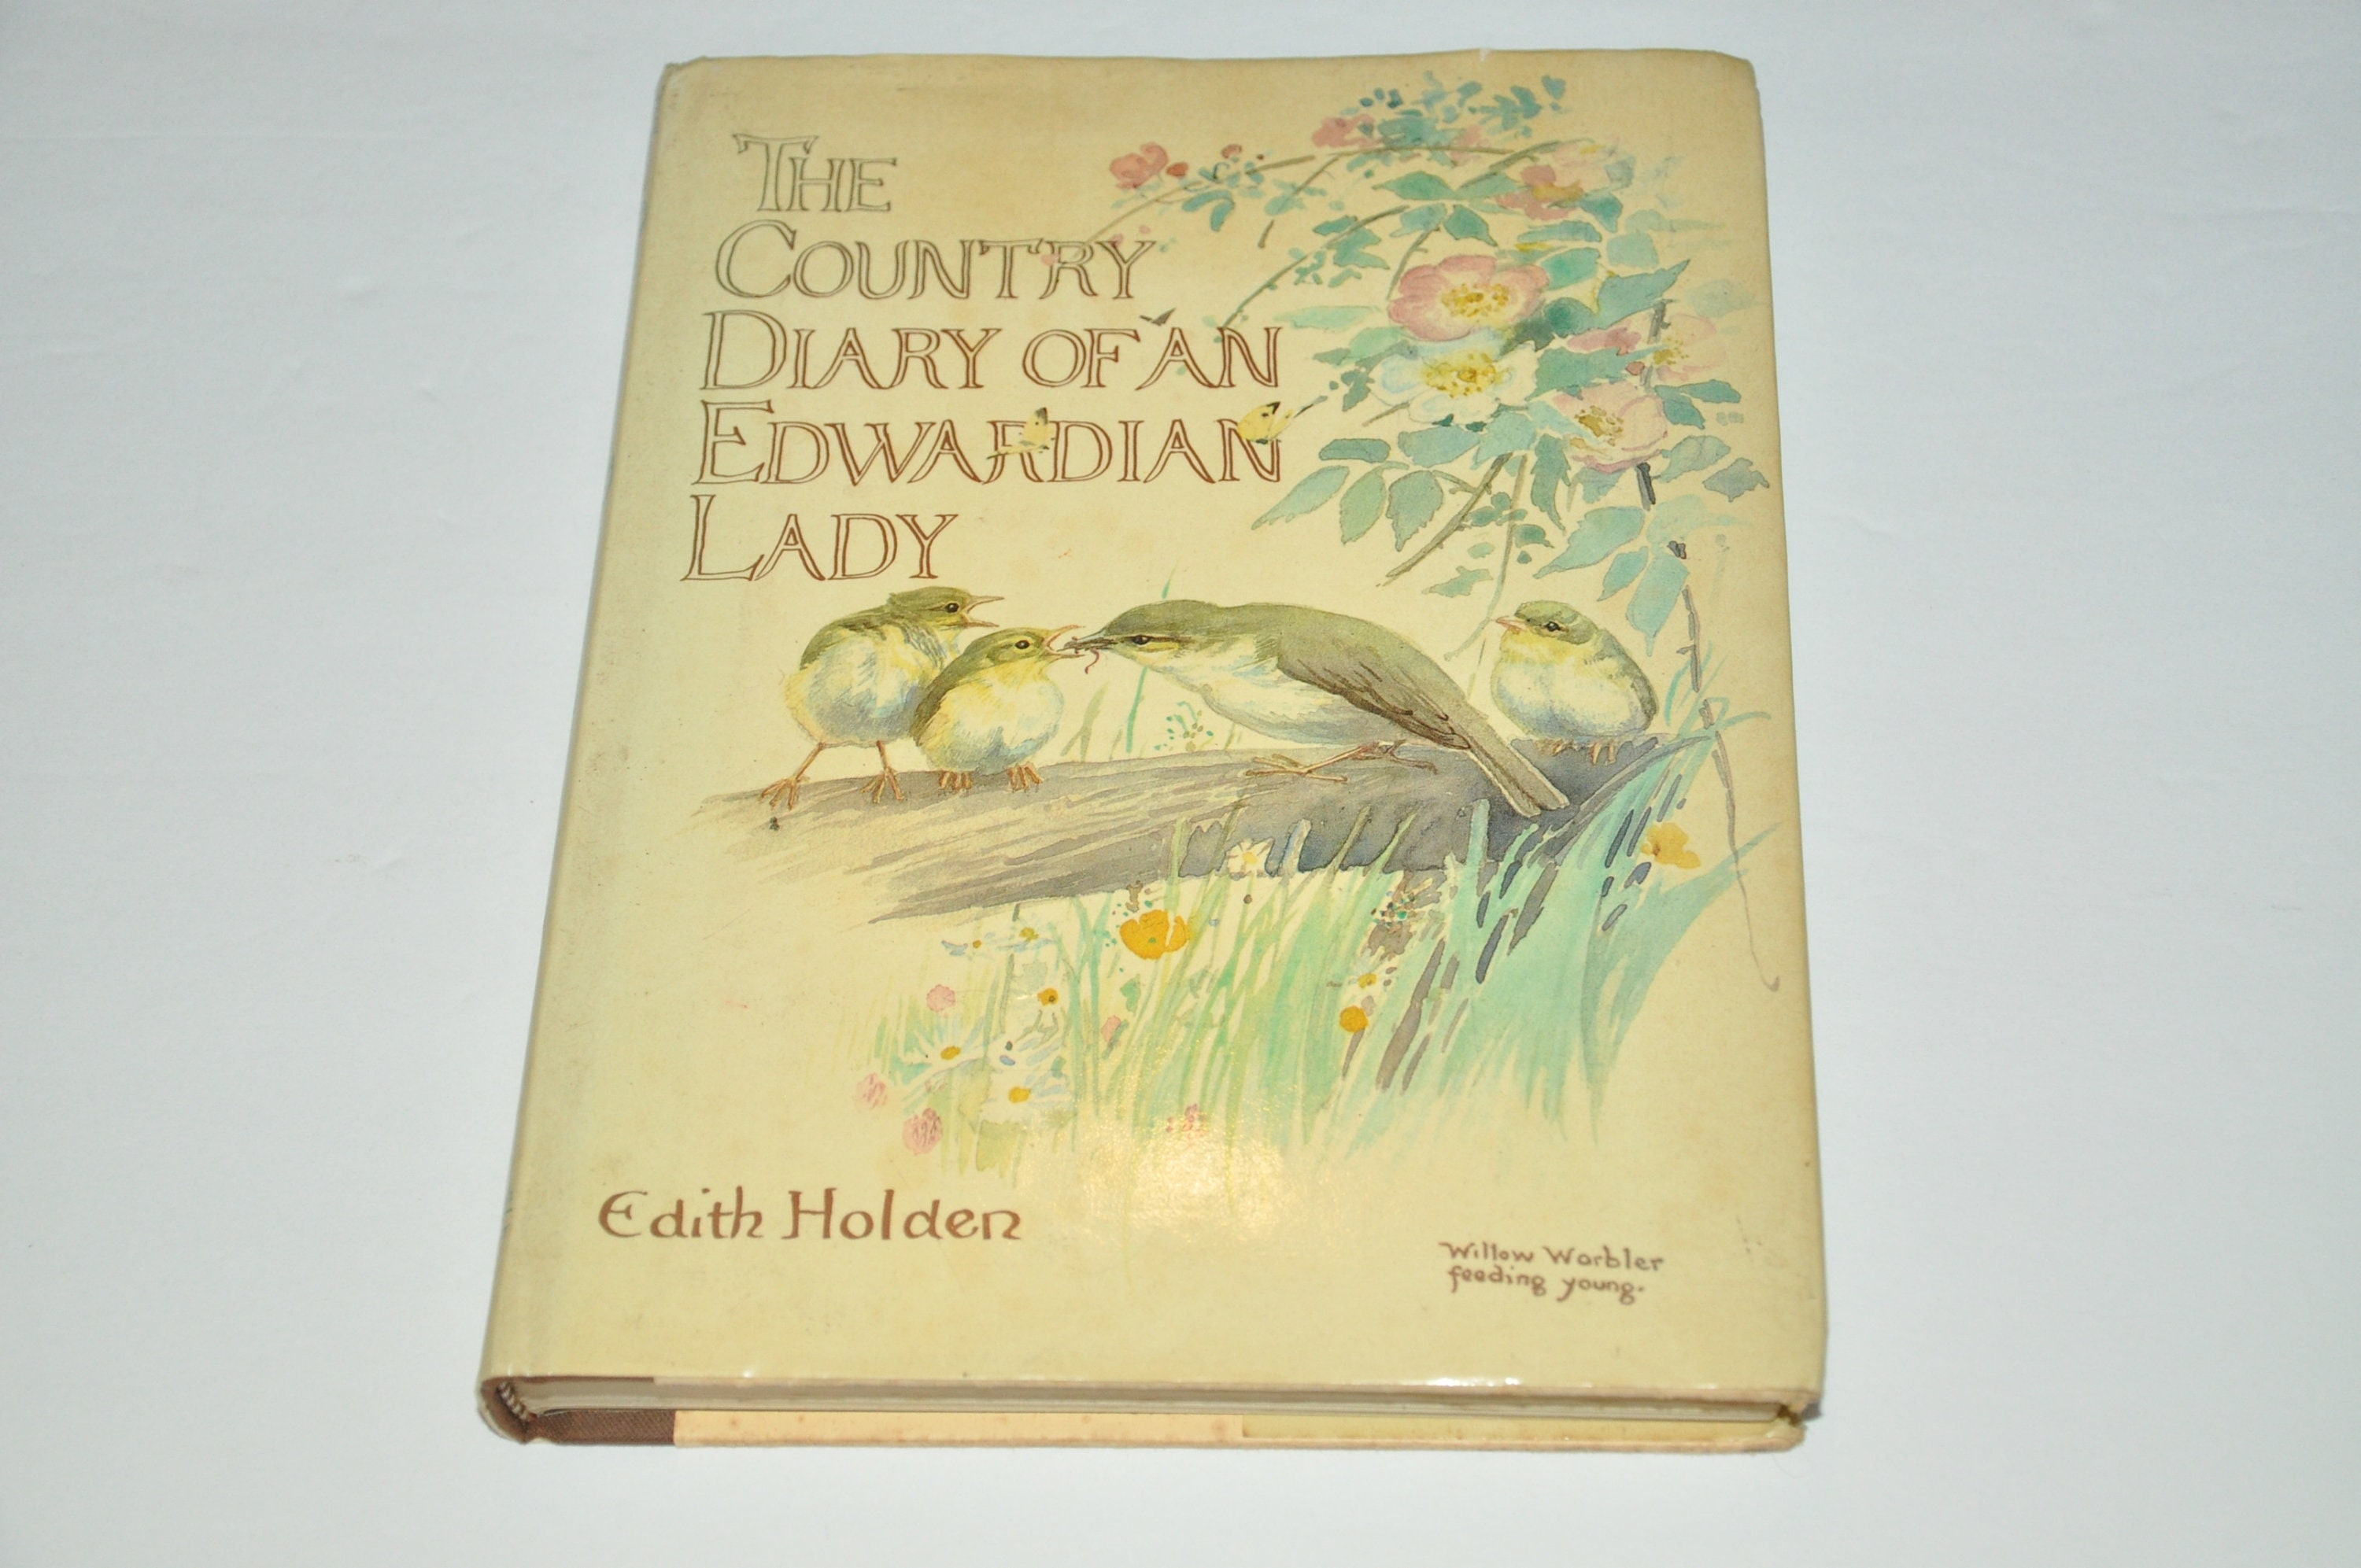 THE
COUNTRY
DIARY OF AN
EDWARDIAN
LADY
Edith Holden
Willow Warbler
feeding young.